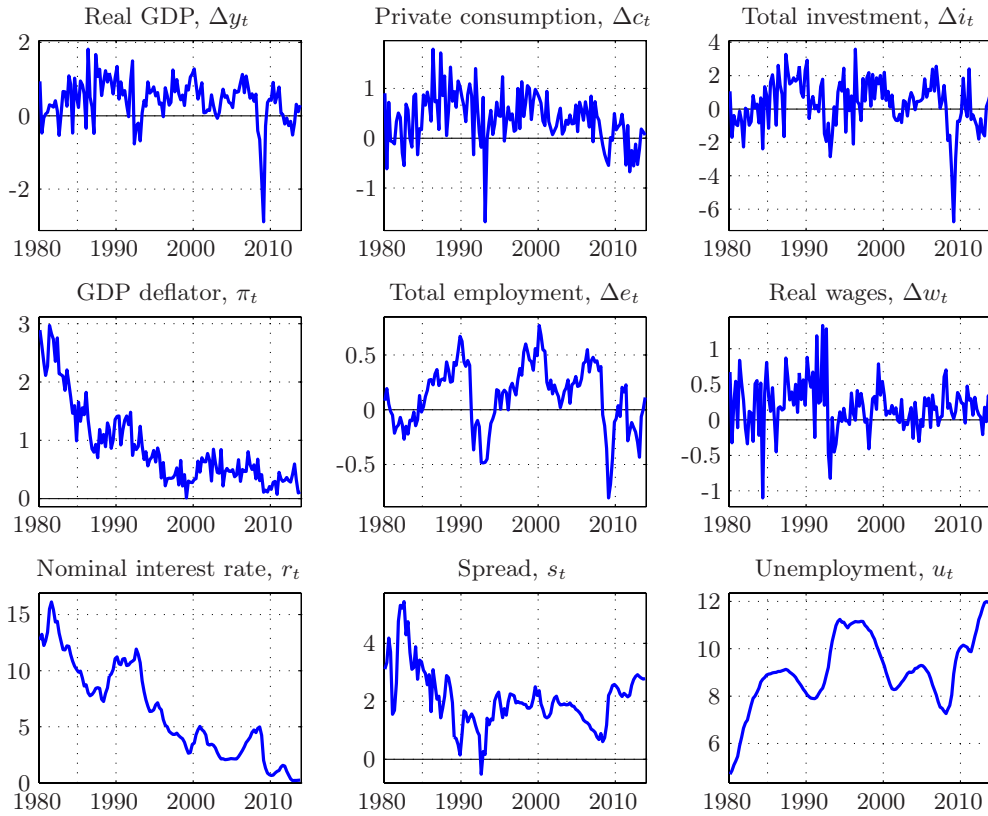 Real GDP, Δy_t
Private consumption, Δc_t
Total investment, Δi_t
2
0
-2
1980 1990 2000 2010
1
0
-1
1980 1990 2000 2010
4
2
0
-2
-4
-6
1980 1990 2000 2010
GDP deflator, π_t
Total employment, Δe_t
Real wages, Δw_t
3
2
1
0
1980 1990 2000 2010
0.5
0
-0.5
1980 1990 2000 2010
1
0.5
0
-0.5
-1
1980 1990 2000 2010
Nominal interest rate, r_t
Spread, s_t
Unemployment, u_t
15
10
5
0
1980 1990 2000 2010
4
2
0
1980 1990 2000 2010
12
10
8
6
1980 1990 2000 2010